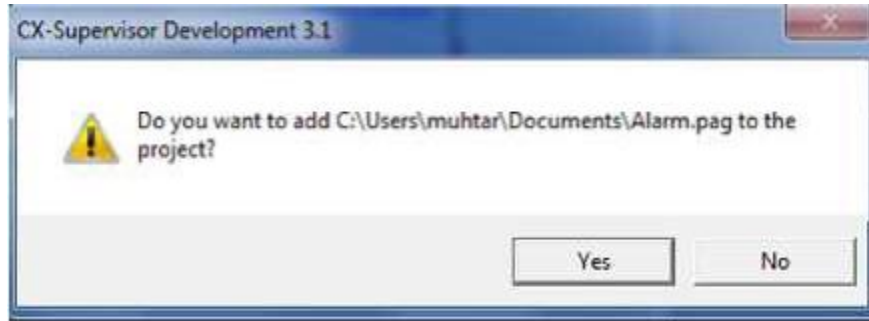 CX-Supervisor Development 3.1
Do you want to add C:\Users\muhtar\Documents\Alarm.pag to the
project?
Yes
No